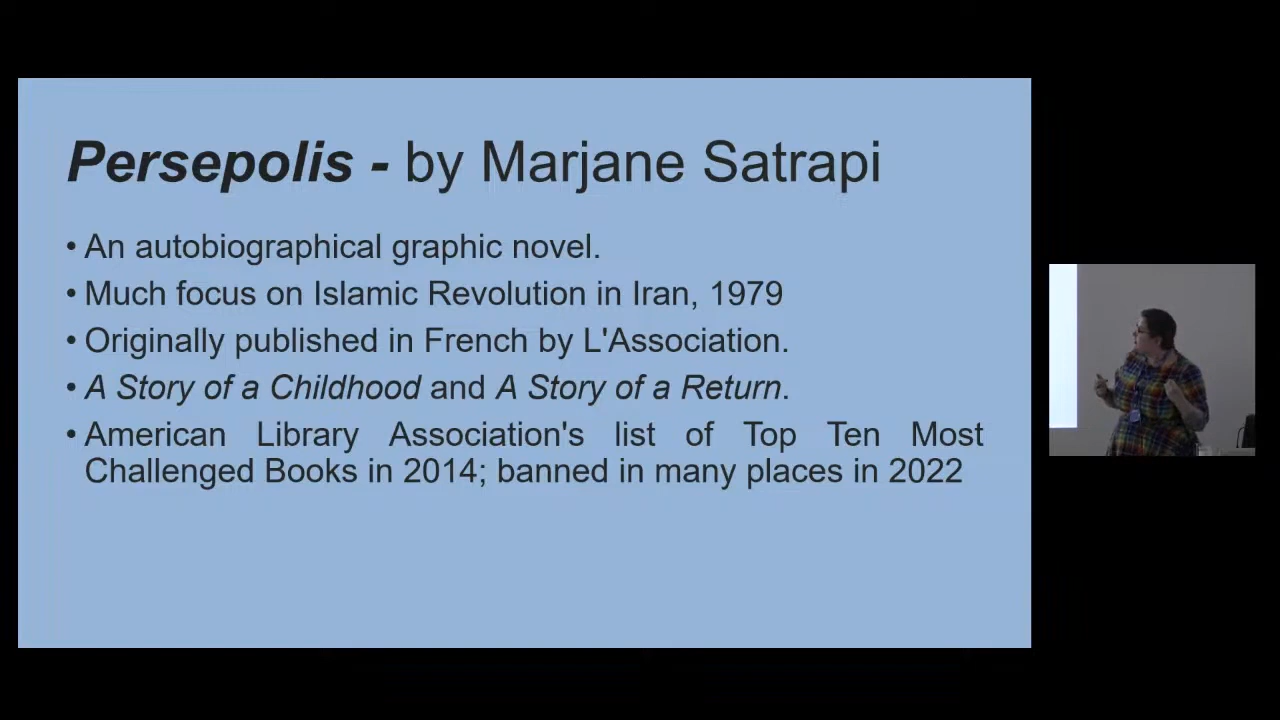 Persepolis - by Marjane Satrapi
• An autobiographical graphic novel.
• Much focus on Islamic Revolution in Iran, 1979
• Originally published in French by L'Association.
• A Story of a Childhood and A Story of a Return.
• American Library Association's list of Top Ten Most
Challenged Books in 2014; banned in many places in 2022